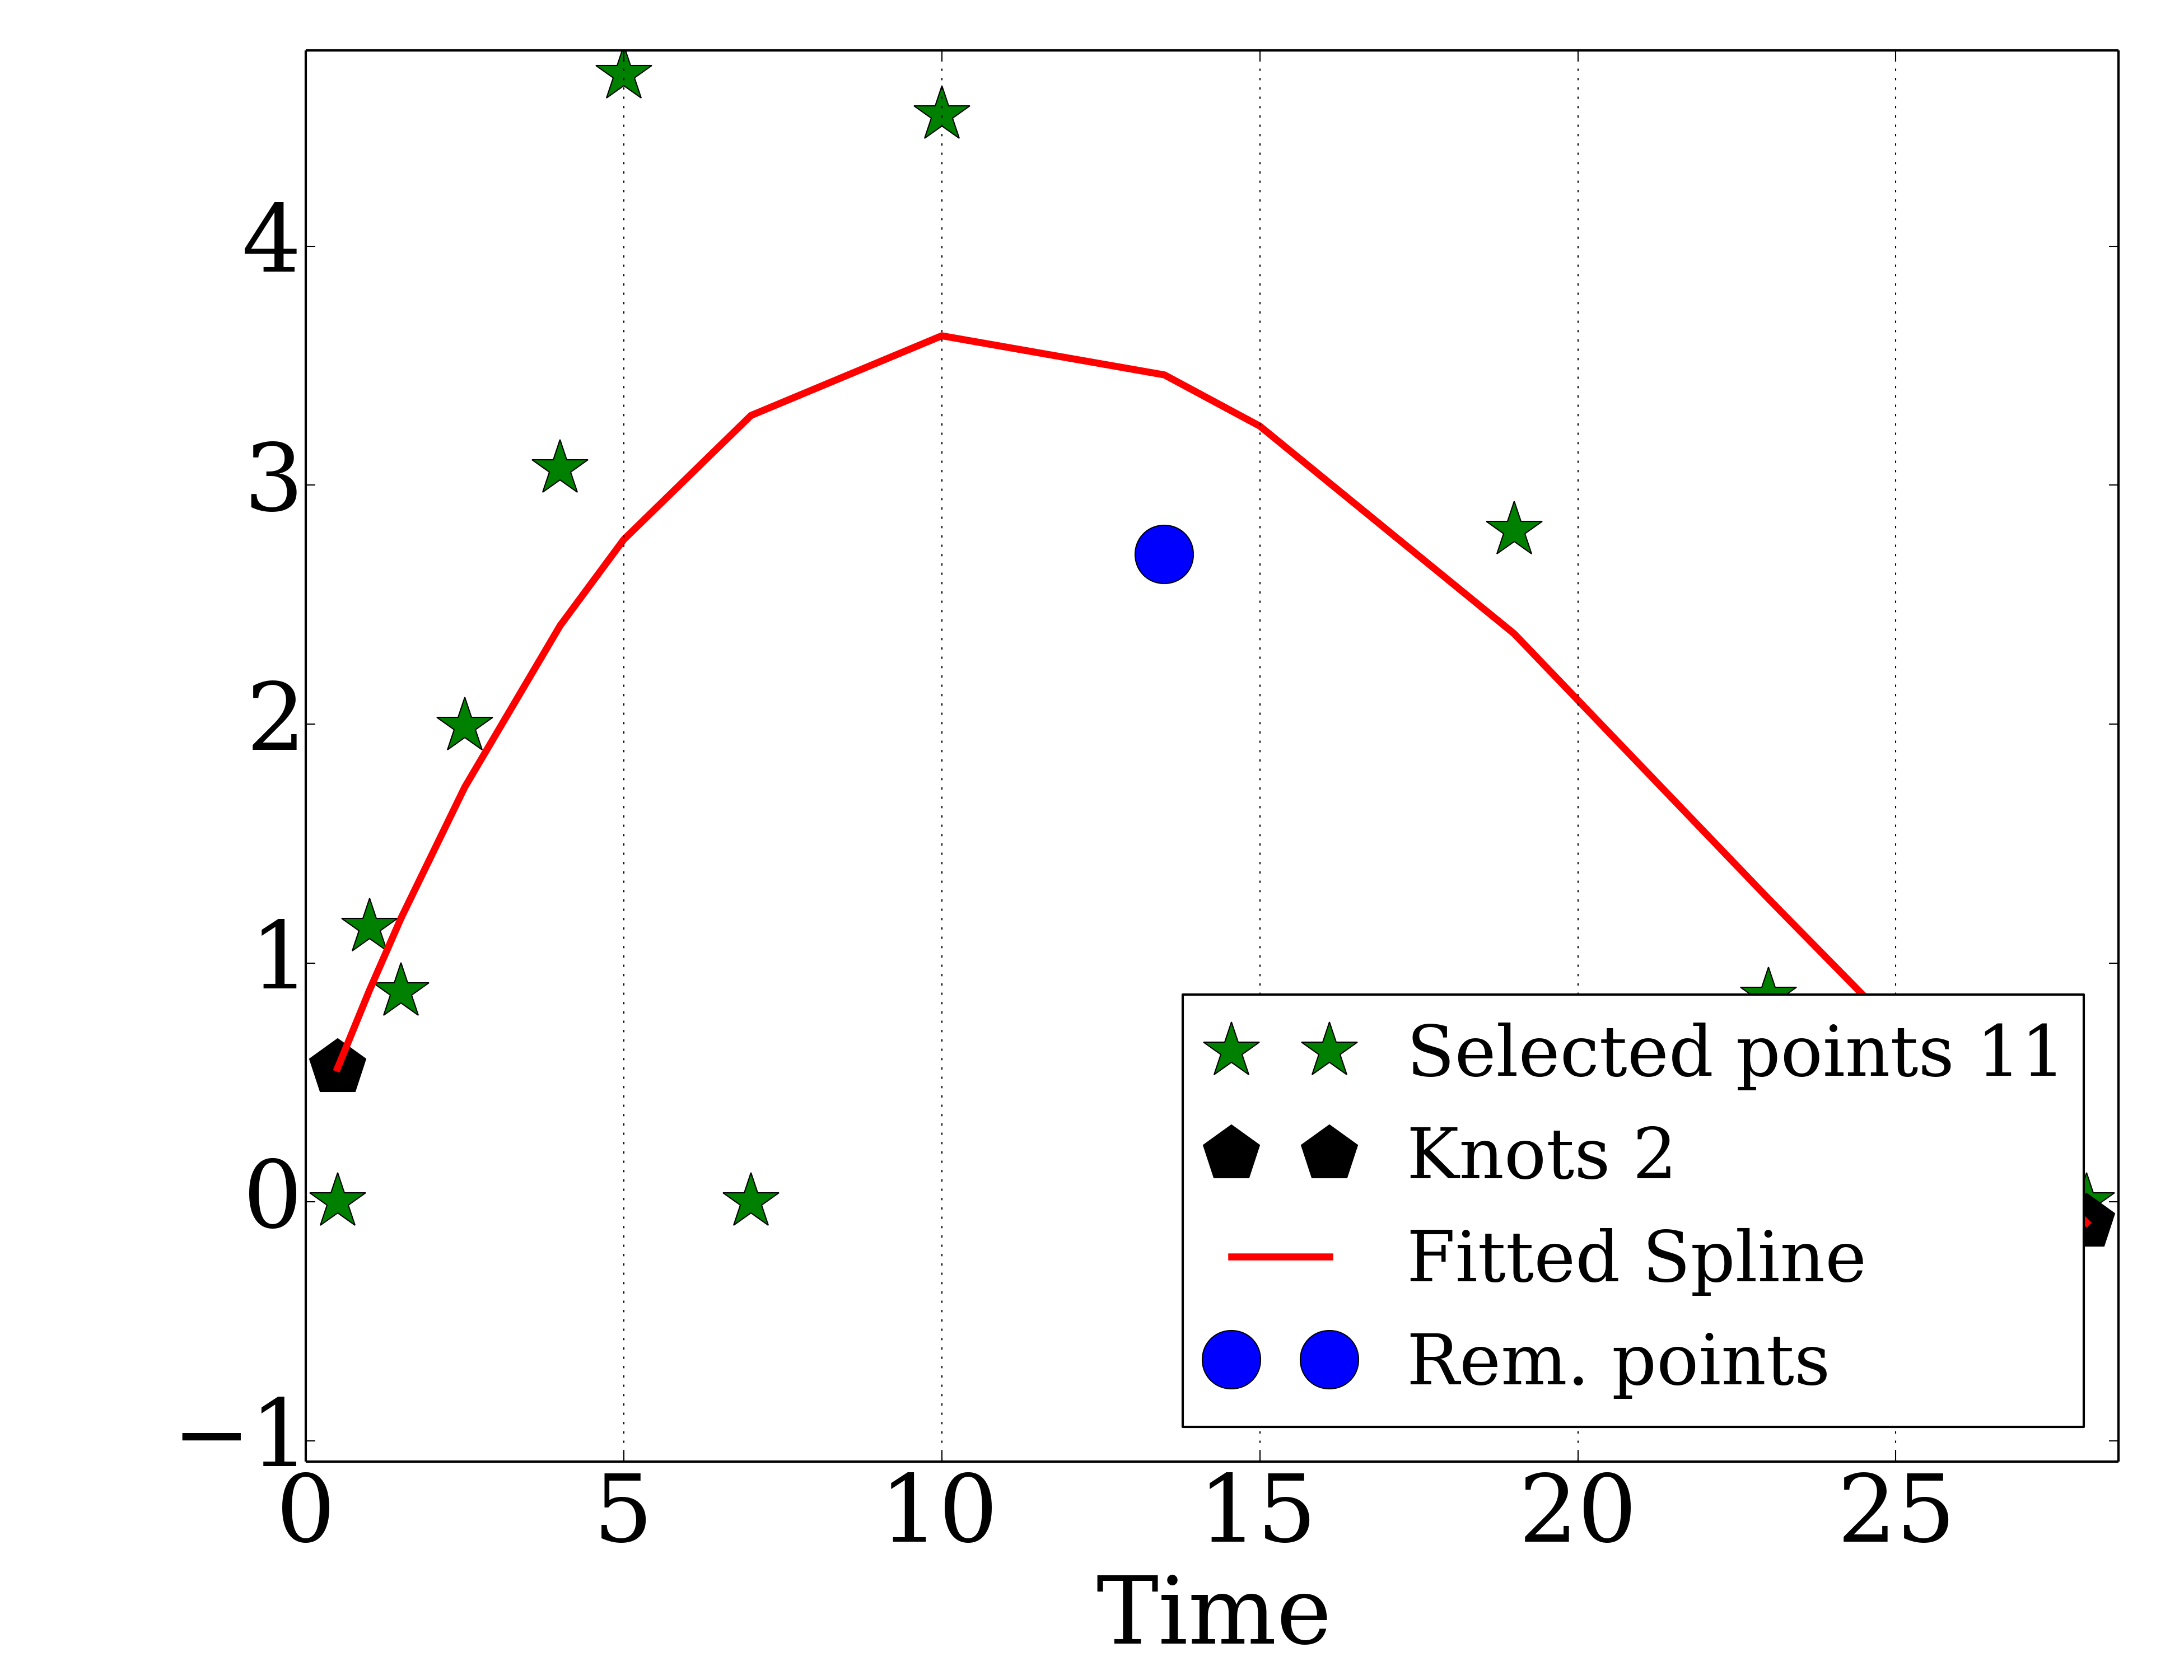 4
3
2
1
0
−1
Selected points 11
Knots 2
Fitted Spline
Rem. points
0 5 10 15 20 25
Time